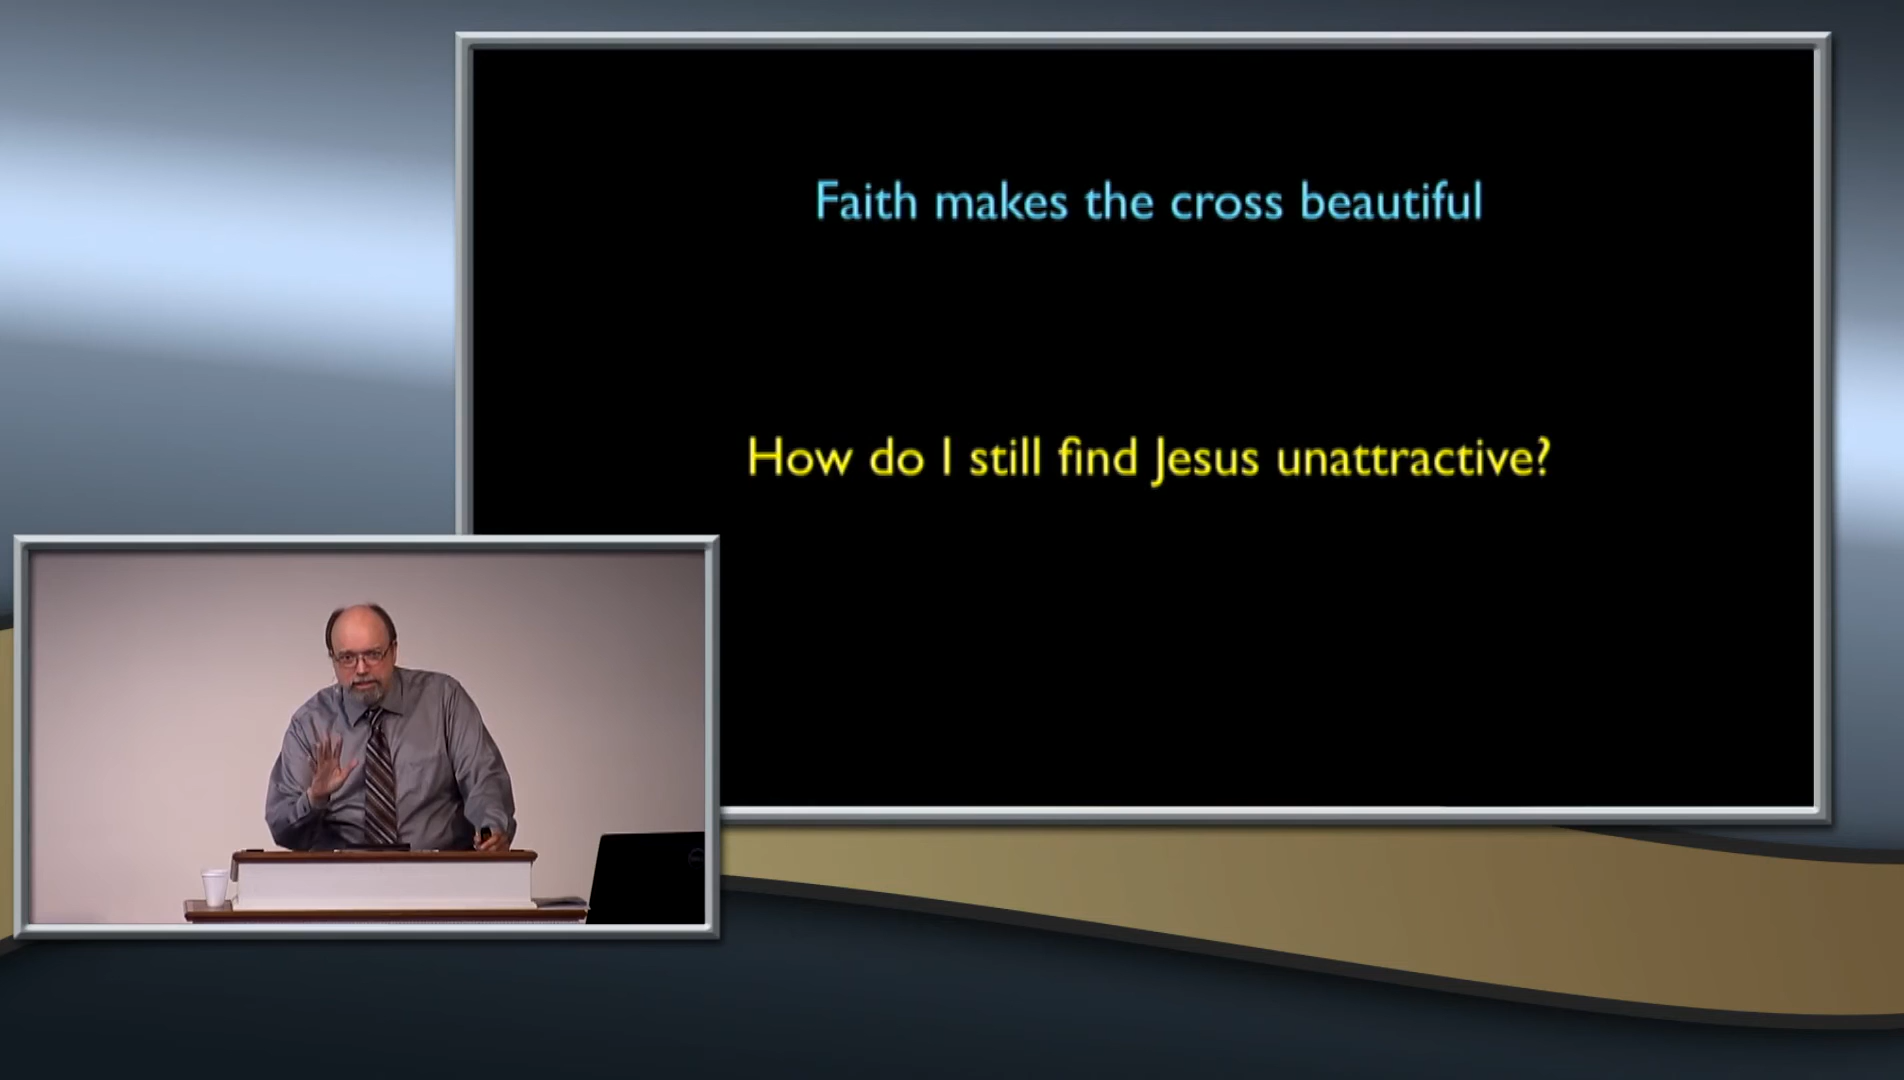 Faith makes the cross beautiful
How do I still find Jesus unattractive?